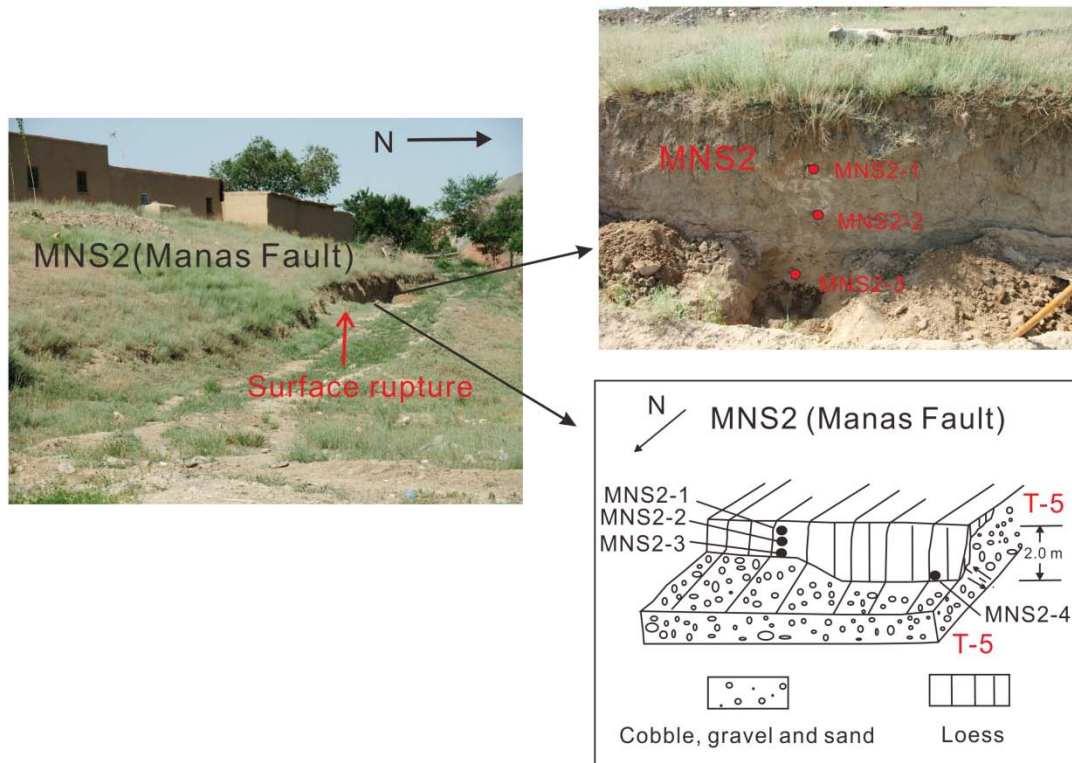 N
MNS2(Manas Fault)
Surface rupture
MNS2
MNS2-1
MNS2-2
MNS2-3
N
MNS2 (Manas Fault)
MNS2-1
MNS2-2
MNS2-3
T-5
2.0 m
MNS2-4
T-5
Cobble, gravel and sand
Loess